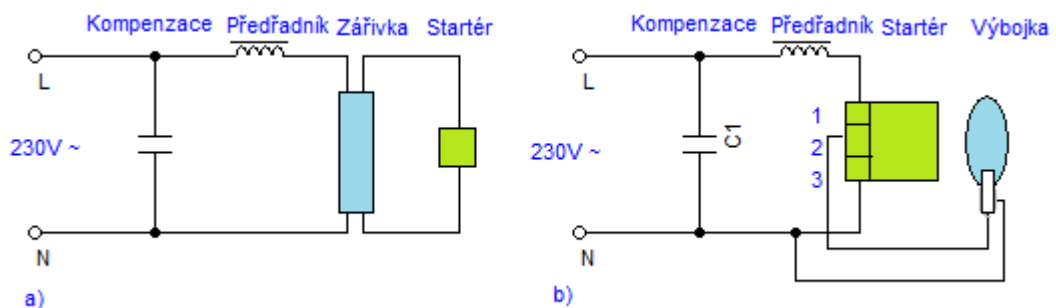 Kompenzace Předřadník Zářivka Startér
L
230V ~
N
a)
Kompenzace Předřadník Startér Výbojka
L
1
C1
230V ~
2
3
N
b)